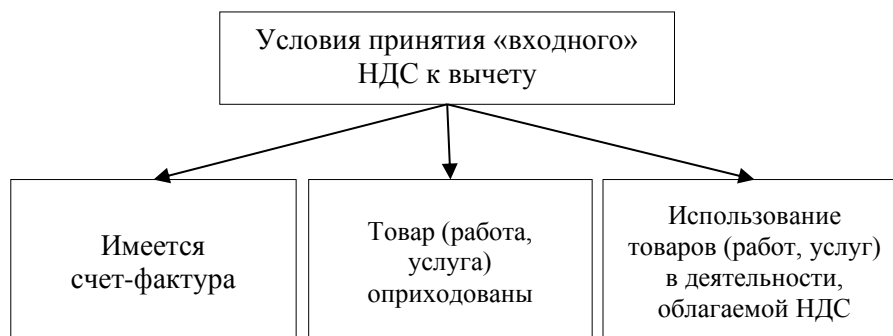 Условия принятия «входного»
НДС к вычету
Имеется
счет-фактура
Товар (работа,
услуга)
оприходованы
Использование
товаров (работ, услуг)
в деятельности,
облагаемой НДС